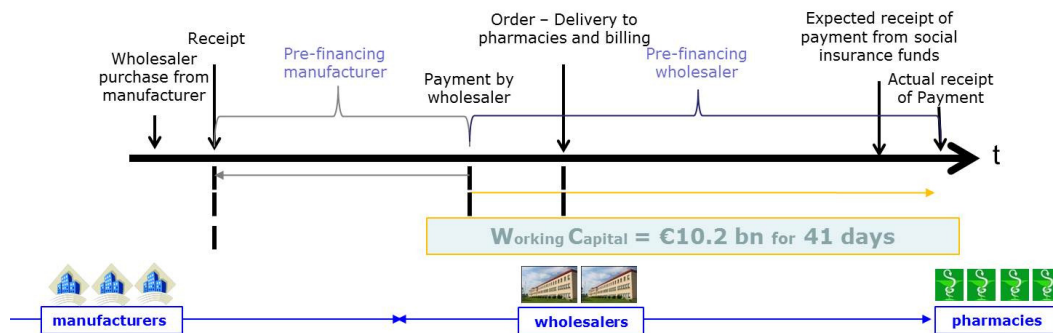 Wholesaler
purchase from
manufacturer
Receipt
Pre-financing
manufacturer
Payment by
wholesaler
Order – Delivery to
pharmacies and billing
Pre-financing
wholesaler
Expected receipt of
payment from social
insurance funds
Actual receipt
of Payment
t
Working Capital = €10.2 bn for 41 days
manufacturers
wholesalers
pharmacies